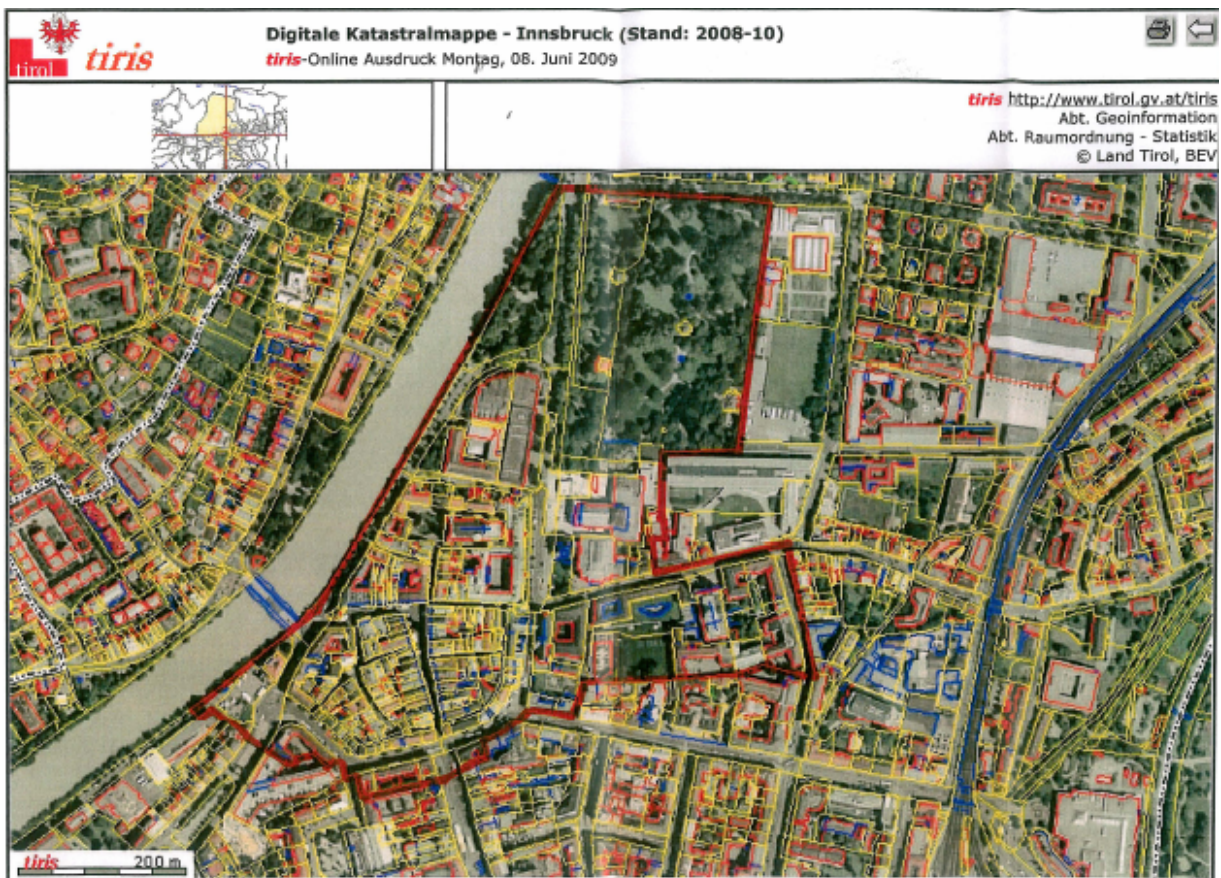 tirol
tiris
Digitale Katastralmappe - Innsbruck (Stand: 2008-10)
tiris-Online Ausdruck Montag, 08. Juni 2009
tiris http://www.tirol.gv.at/tiris
Abt. Geoinformation
Abt. Raumordnung - Statistik
© Land Tirol, BEV
tiris
200 m